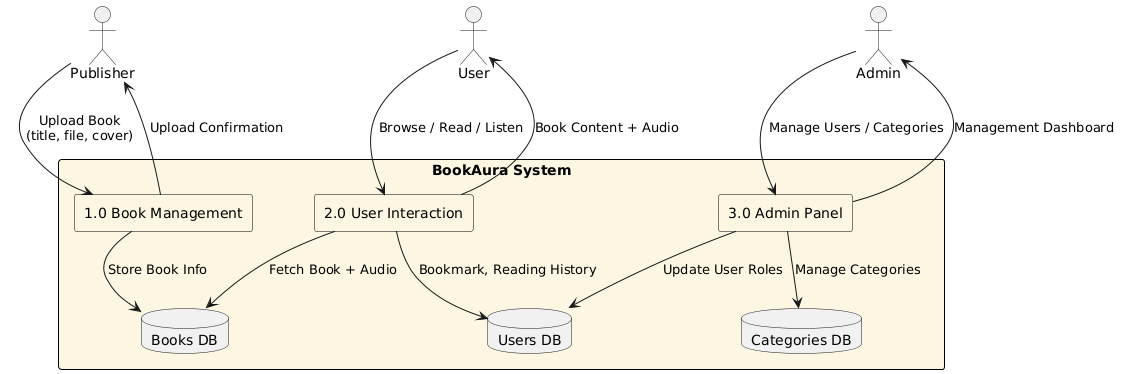 Publisher
User
Admin
Upload Book
(title, file, cover)
Upload Confirmation
Browse / Read / Listen
Book Content + Audio
Manage Users / Categories
Management Dashboard
BookAura System
1.0 Book Management
2.0 User Interaction
3.0 Admin Panel
Store Book Info
Fetch Book + Audio
Bookmark, Reading History
Update User Roles
Manage Categories
Books DB
Users DB
Categories DB